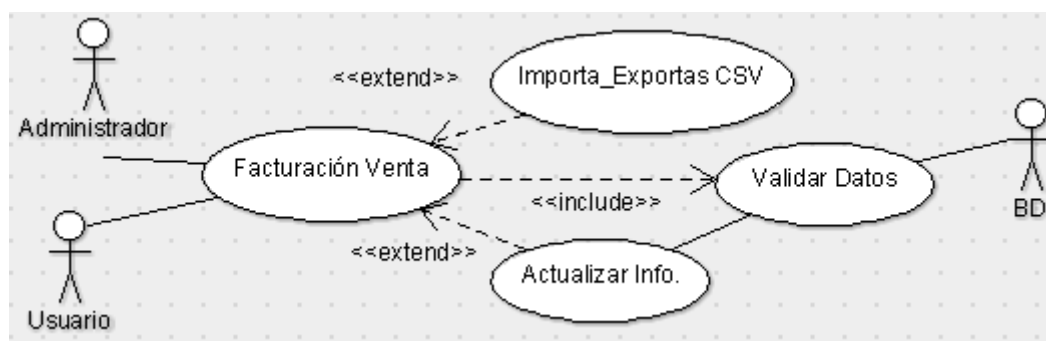 <<extend>>
Importa_Exportas CSV
Administrador
Facturación Venta
Validar Datos
<<include>>
BD
<<extend>>
Actualizar Info.
Usuario